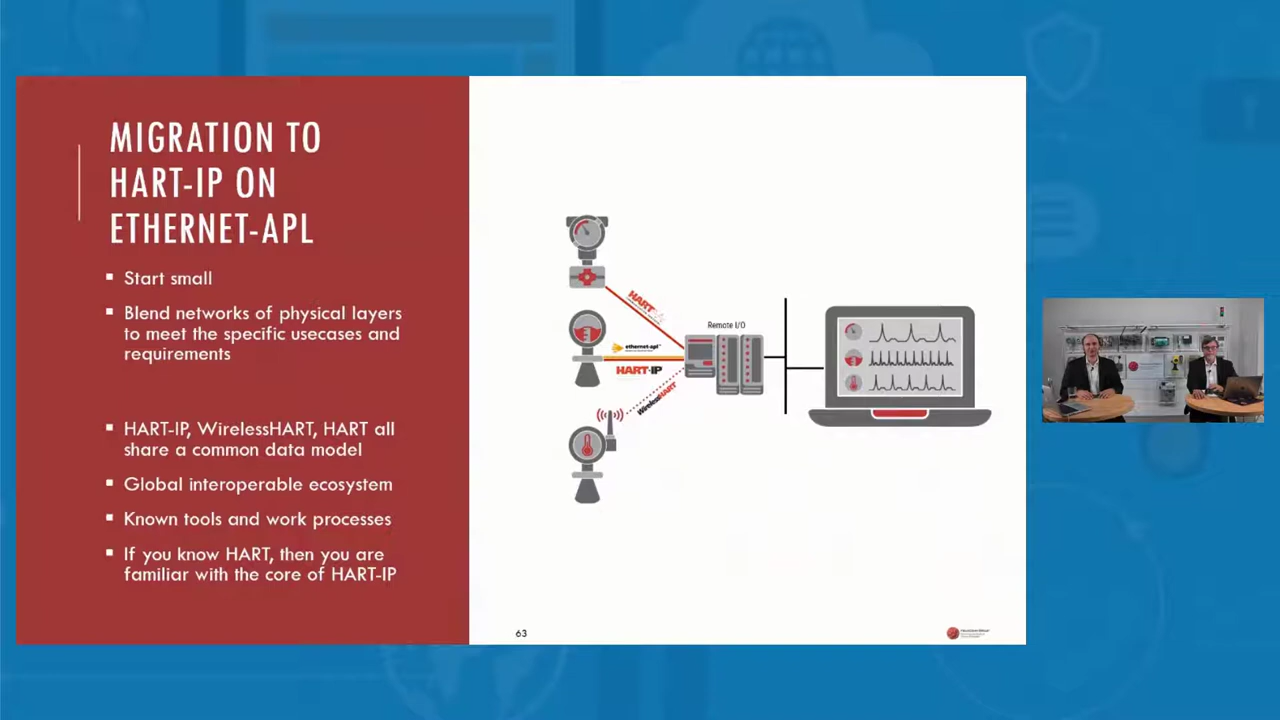 MIGRATION TO
HART-IP ON
ETHERNET-APL
Start small
Blend networks of physical layers
to meet the specific usecases and
requirements
HART-IP, WirelessHART, HART all
share a common data model
Global interoperable ecosystem
Known tools and work processes
If you know HART, then you are
familiar with the core of HART-IP
HART
Remote I/O
ethernet-apl
HART-IP
WirelessHART
63